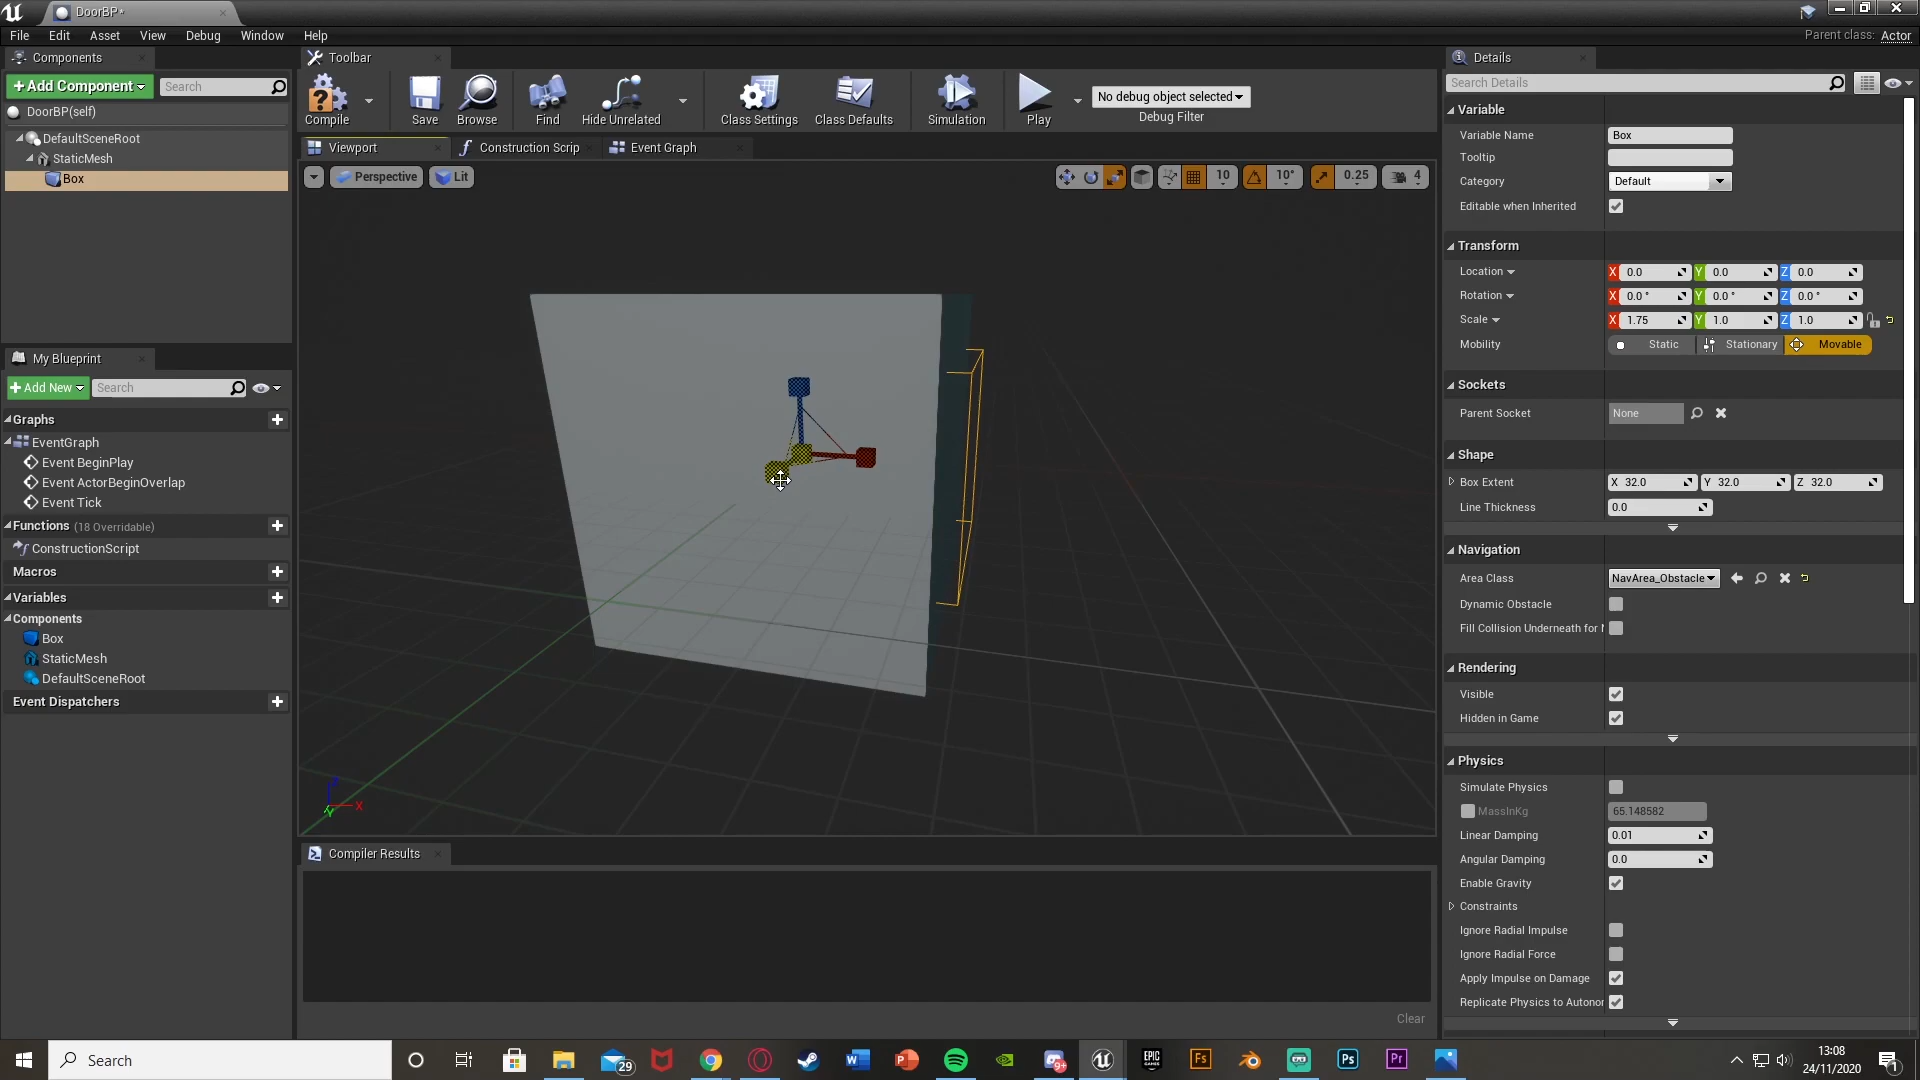 DoorBP*
File Edit Asset View Debug Window Help
Parent class: Actor
Components
+Add Component
Search
DoorBP(self)
DefaultSceneRoot
StaticMesh
Box
My Blueprint
+Add New
Search
Graphs
EventGraph
Event BeginPlay
Event ActorBeginOverlap
Event Tick
Functions (18 Overridable)
ConstructionScript
Macros
Variables
Components
Box
StaticMesh
DefaultSceneRoot
Event Dispatchers
Toolbar
Compile Save Browse Find Hide Unrelated Class Settings Class Defaults Simulation Play
No debug object selected
Debug Filter
Viewport Construction Scrip Event Graph
Perspective Lit
10 10° 0.25 4
X
Compiler Results
Clear
Details
Search Details
Variable
Variable Name Box
Tooltip
Category Default
Editable when Inherited
Transform
Location X 0.0 Y 0.0 Z 0.0
Rotation X 0.0 ° Y 0.0 ° Z 0.0 °
Scale X 1.75 Y 1.0 Z 1.0
Mobility Static Stationary Movable
Sockets
Parent Socket None
Shape
Box Extent X 32.0 Y 32.0 Z 32.0
Line Thickness 0.0
Navigation
Area Class NavArea_Obstacle
Dynamic Obstacle
Fill Collision Underneath for
Rendering
Visible
Hidden in Game
Physics
Simulate Physics
MassInKg 65.148582
Linear Damping 0.01
Angular Damping 0.0
Enable Gravity
Constraints
Ignore Radial Impulse
Ignore Radial Force
Apply Impulse on Damage
Replicate Physics to Autonor
Search
29
9+
EPIC GAMES
Fs
Ps
Pr
13:08
24/11/2020
1